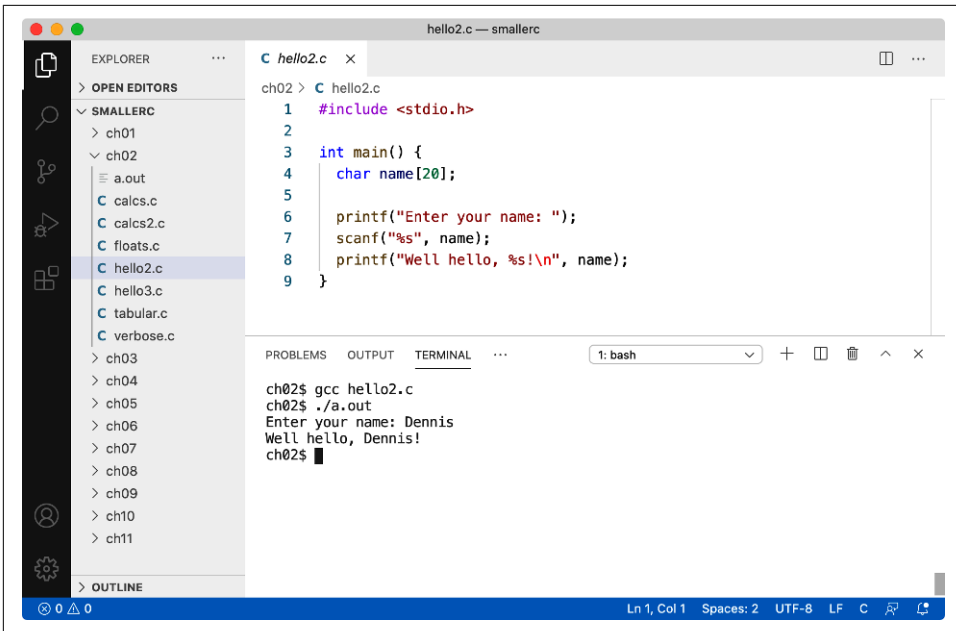 hello2.c — smallerc
EXPLORER ···
> OPEN EDITORS
SMALLERC
> ch01
ch02
a.out
C calcs.c
C calcs2.c
C floats.c
C hello2.c
C hello3.c
C tabular.c
C verbose.c
> ch03
> ch04
> ch05
> ch06
> ch07
> ch08
> ch09
> ch10
> ch11
> OUTLINE
C hello2.c ×
ch02 > C hello2.c
1 #include <stdio.h>
2
3 int main() {
4   char name[20];
5
6   printf("Enter your name: ");
7   scanf("%s", name);
8   printf("Well hello, %s!\n", name);
9 }
PROBLEMS OUTPUT TERMINAL ··· 1: bash
ch02$ gcc hello2.c
ch02$ ./a.out
Enter your name: Dennis
Well hello, Dennis!
ch02$
0 0 Ln 1, Col 1 Spaces: 2 UTF-8 LF C